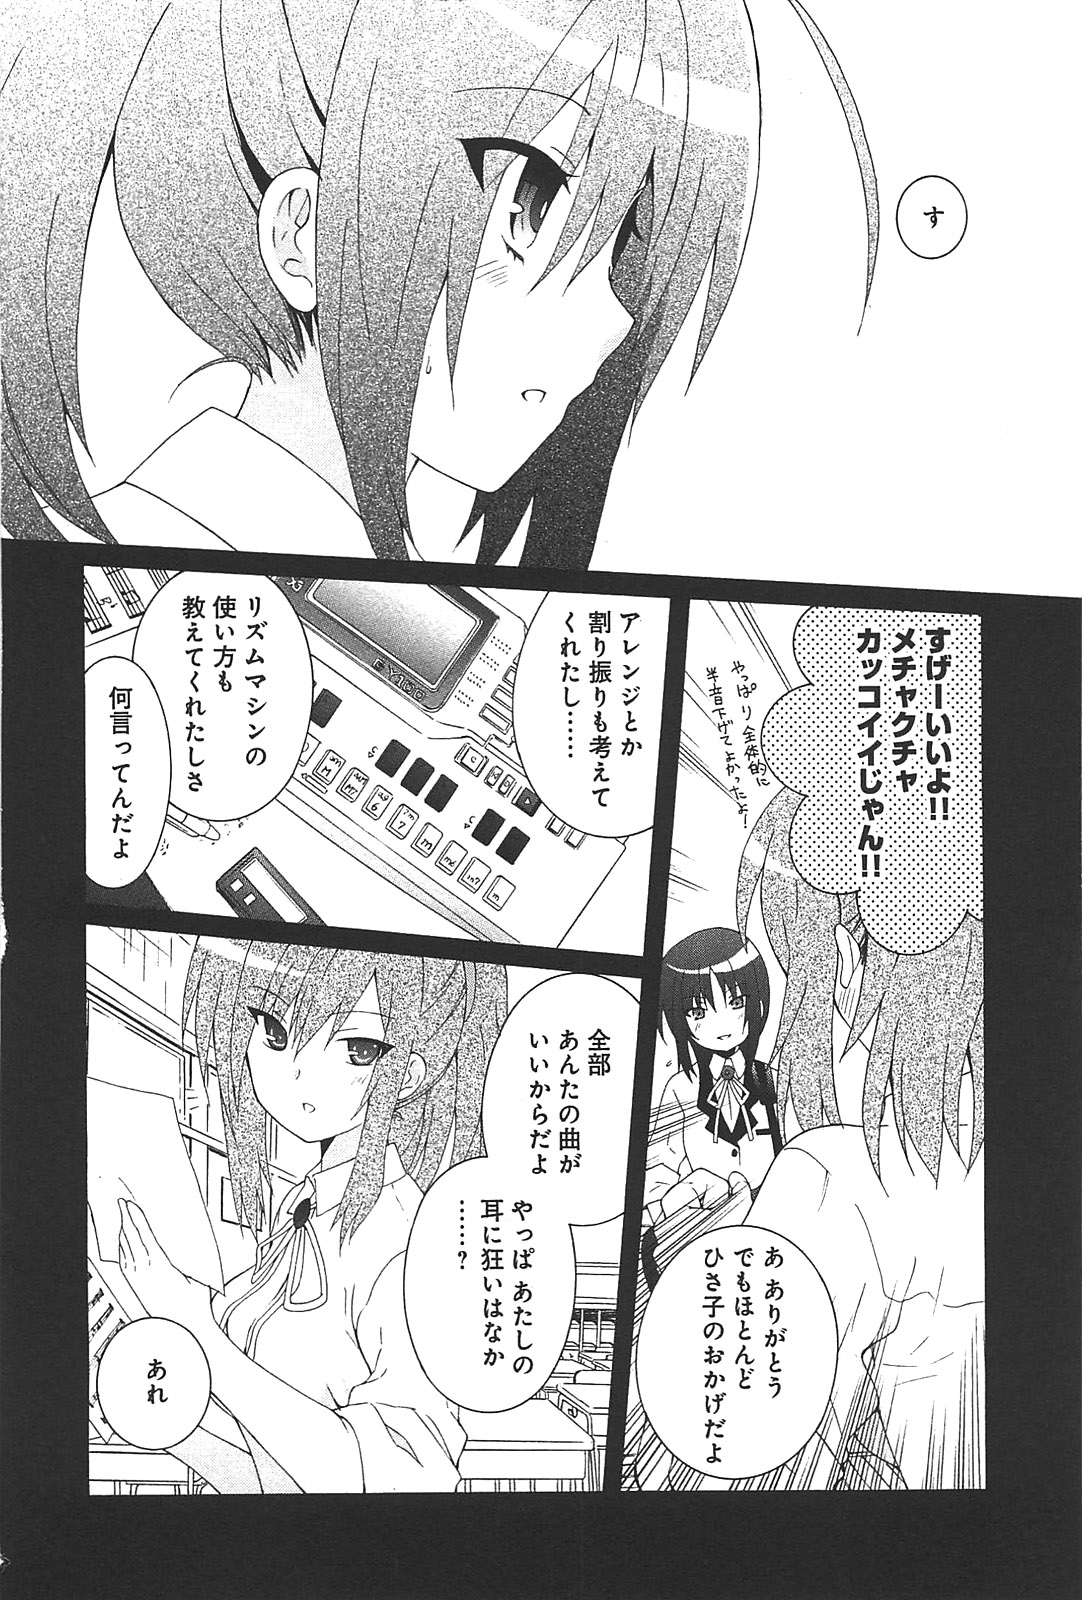 す
すげーいいよ!!
メチャクチャ
カッコイイじゃん!!
やっぱり全体的に
半音下げてよかったよ!
あ ありがとう
でもほとんど
ひさ子のおかげだよ
アレンジとか
割り振りも考えて
くれたし……
リズムマシンの
使い方も
教えてくれたしさ
何言ってんだよ
全部
あんたの曲が
いいからだよ
やっぱ あたしの
耳に狂いはなか
……?
あれ